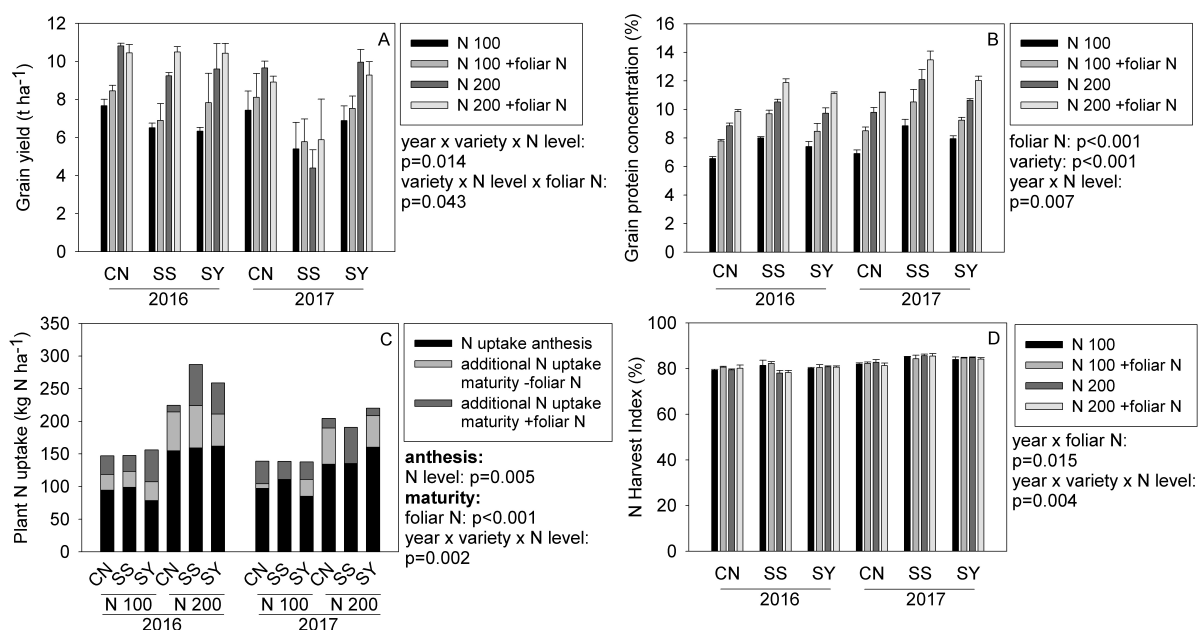 A
Grain yield (t ha-1)
12
10
8
6
4
2
0
CN SS SY CN SS SY
2016 2017
N 100
N 100 +foliar N
N 200
N 200 +foliar N
year x variety x N level:
p=0.014
variety x N level x foliar N:
p=0.043
B
Grain protein concentration (%)
16
14
12
10
8
6
4
2
0
CN SS SY CN SS SY
2016 2017
N 100
N 100 +foliar N
N 200
N 200 +foliar N
foliar N: p<0.001
variety: p<0.001
year x N level:
p=0.007
C
Plant N uptake (kg N ha-1)
350
300
250
200
150
100
50
0
CN SS SY CN SS SY CN SS SY CN SS SY
N 100 N 200 N 100 N 200
2016 2017
N uptake anthesis
additional N uptake
maturity -foliar N
additional N uptake
maturity +foliar N
anthesis:
N level: p=0.005
maturity:
foliar N: p<0.001
year x variety x N level:
p=0.002
D
N Harvest Index (%)
100
80
60
40
20
0
CN SS SY CN SS SY
2016 2017
N 100
N 100 +foliar N
N 200
N 200 +foliar N
year x foliar N:
p=0.015
year x variety x N level:
p=0.004